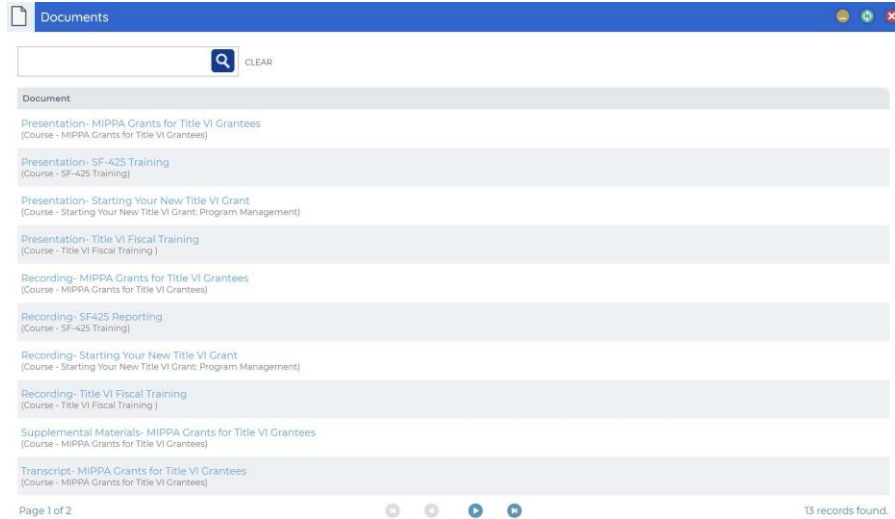 Documents
CLEAR
Document
Presentation- MIPPA Grants for Title VI Grantees
(Course - MIPPA Grants for Title VI Grantees)
Presentation- SF-425 Training
(Course - SF-425 Training)
Presentation- Starting Your New Title VI Grant
(Course - Starting Your New Title VI Grant: Program Management)
Presentation- Title VI Fiscal Training
(Course - Title VI Fiscal Training )
Recording- MIPPA Grants for Title VI Grantees
(Course - MIPPA Grants for Title VI Grantees)
Recording- SF425 Reporting
(Course - SF-425 Training)
Recording- Starting Your New Title VI Grant
(Course - Starting Your New Title VI Grant: Program Management)
Recording- Title VI Fiscal Training
(Course - Title VI Fiscal Training )
Supplemental Materials- MIPPA Grants for Title VI Grantees
(Course - MIPPA Grants for Title VI Grantees)
Transcript- MIPPA Grants for Title VI Grantees
(Course - MIPPA Grants for Title VI Grantees)
Page 1 of 2 13 records found.